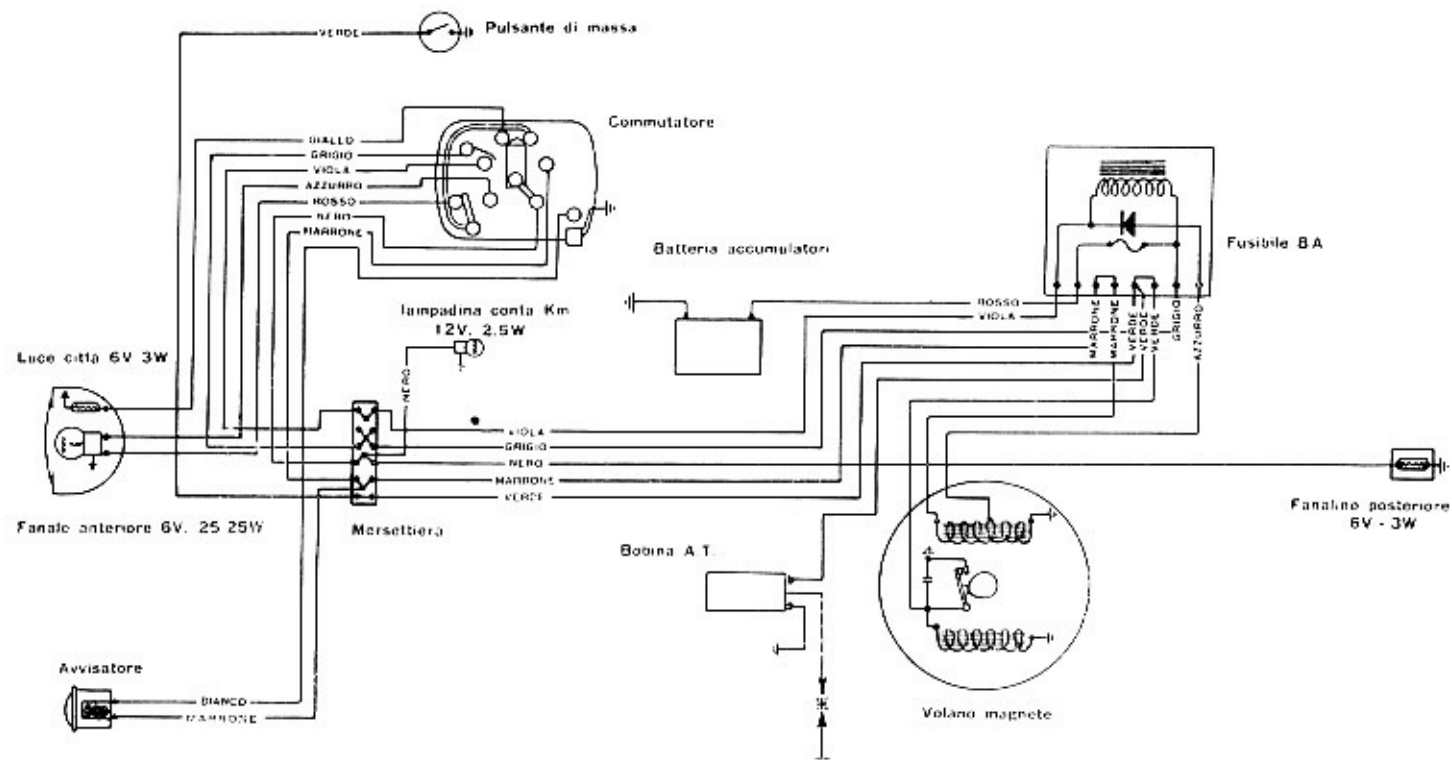 VERDE
Pulsante di massa
Commutatore
GIALLO
GRIGIO
VIOLA
AZZURRO
ROSSO
NERO
MARRONE
Batteria accumulatori
Fusibile 8A
lampadina conta Km
12V. 2.5W
ROSSO
VIOLA
MARRONE
MARRONE
VERDE
VERDE
VERDE
GRIGIO
AZZURRO
Luce città 6V 3W
NERO
VIOLA
GRIGIO
NERO
MARRONE
VERDE
Fanale anteriore 6V. 25 25W
Morsettiera
Fanalino posteriore
6V - 3W
Bobina A.T.
Avvisatore
BIANCO
MARRONE
Volano magnete